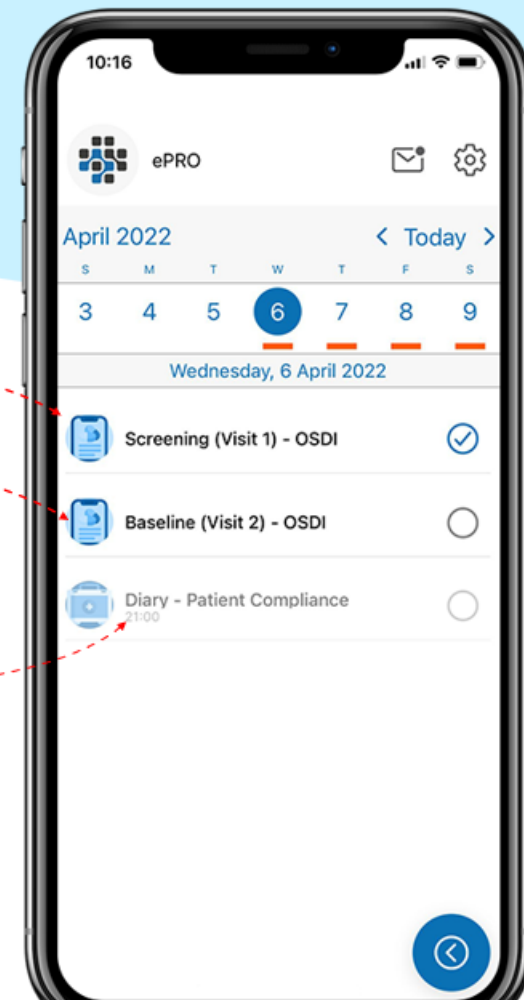 10:16
ePRO
April 2022
Today
S M T W T F S
3 4 5 6 7 8 9
Wednesday, 6 April 2022
Screening (Visit 1) - OSDI
Baseline (Visit 2) - OSDI
Diary - Patient Compliance
21:00